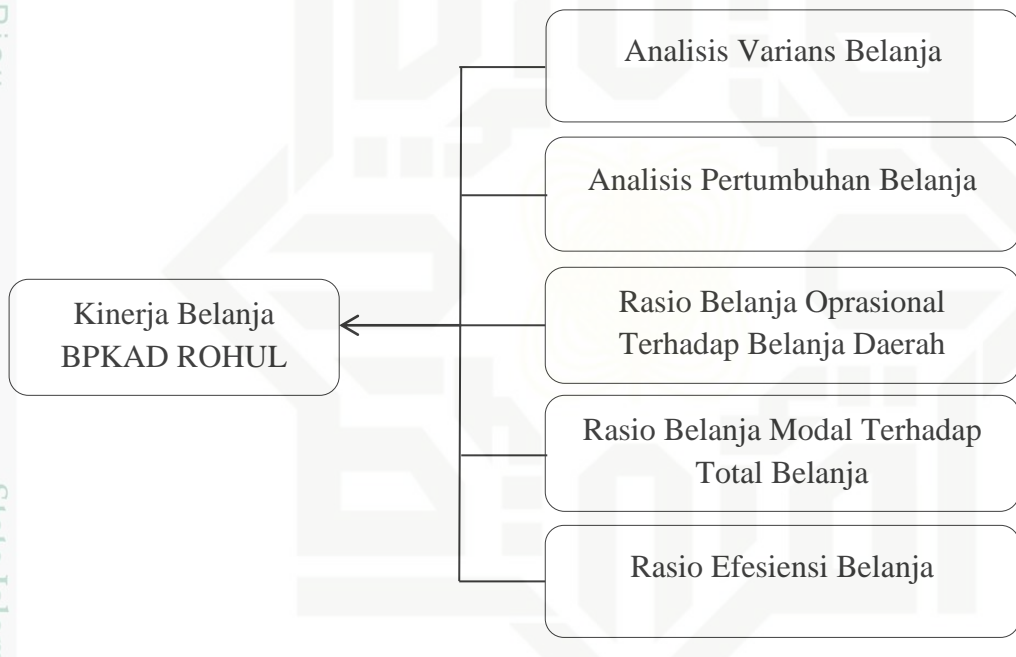 Analisis Varians Belanja
Analisis Pertumbuhan Belanja
Kinerja Belanja
BPKAD ROHUL
Rasio Belanja Oprasional
Terhadap Belanja Daerah
Rasio Belanja Modal Terhadap
Total Belanja
Rasio Efesiensi Belanja